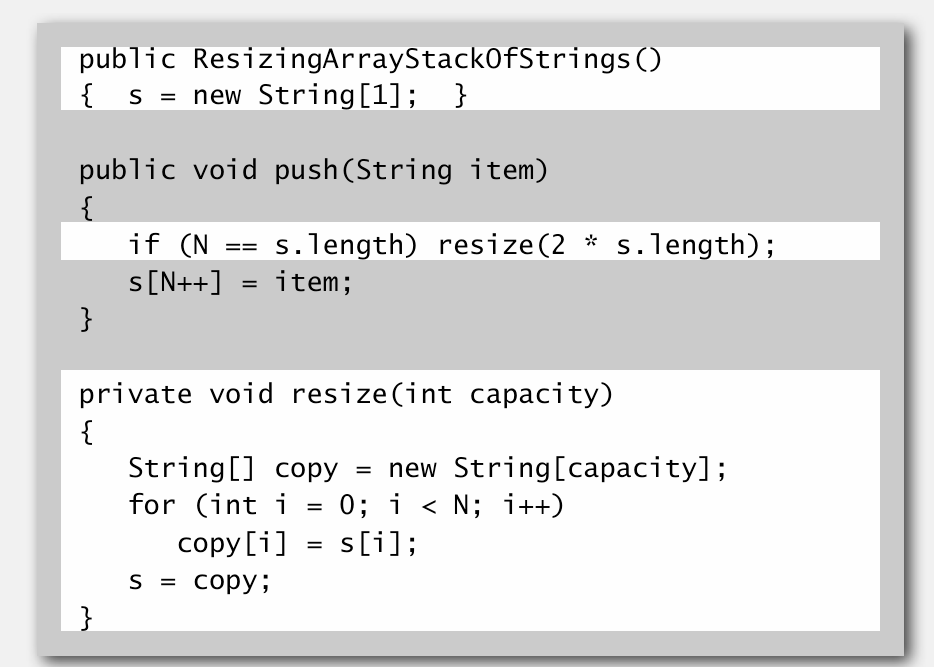 public ResizingArrayStackOfStrings()
{  s = new String[1];  }
public void push(String item)
{
   if (N == s.length) resize(2 * s.length);
   s[N++] = item;
}
private void resize(int capacity)
{
   String[] copy = new String[capacity];
   for (int i = 0; i < N; i++)
      copy[i] = s[i];
   s = copy;
}